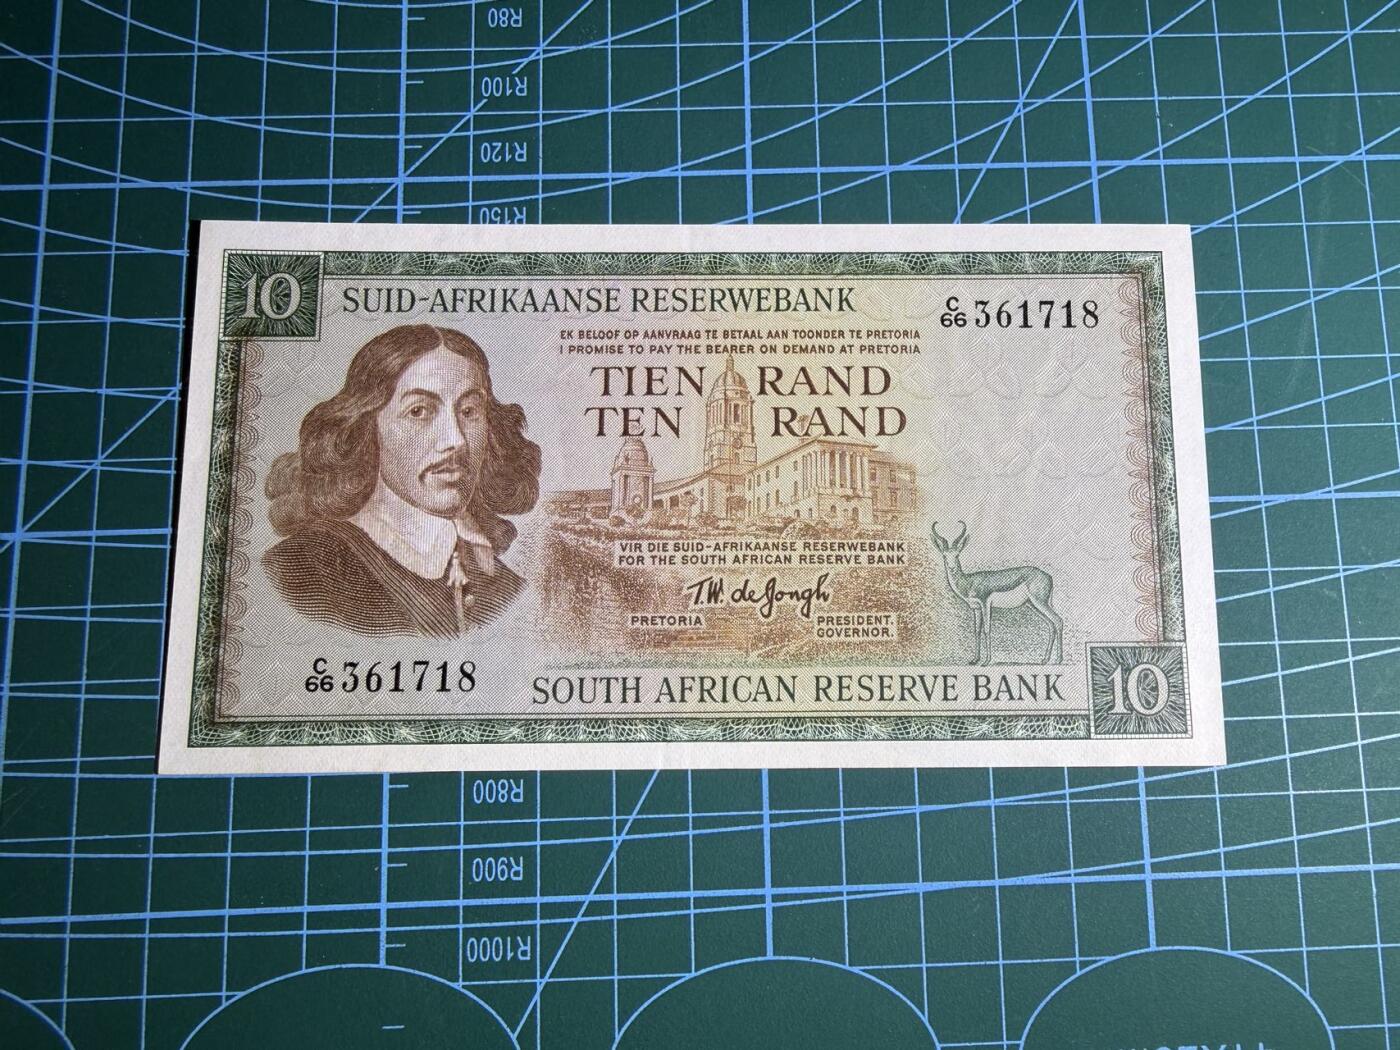 R80
R100
R120
R150
10
SUID-AFRIKAANSE RESERWEBANK
C/66 361718
EK BELOOF OP AANVRAAG TE BETAAL AAN TOONDER TE PRETORIA
I PROMISE TO PAY THE BEARER ON DEMAND AT PRETORIA
TIEN RAND
TEN RAND
VIR DIE SUID-AFRIKAANSE RESERWEBANK
FOR THE SOUTH AFRICAN RESERVE BANK
T.W. de Jongh
PRETORIA
PRESIDENT.
GOVERNOR.
C/66 361718
SOUTH AFRICAN RESERVE BANK
10
R800
R900
R1000